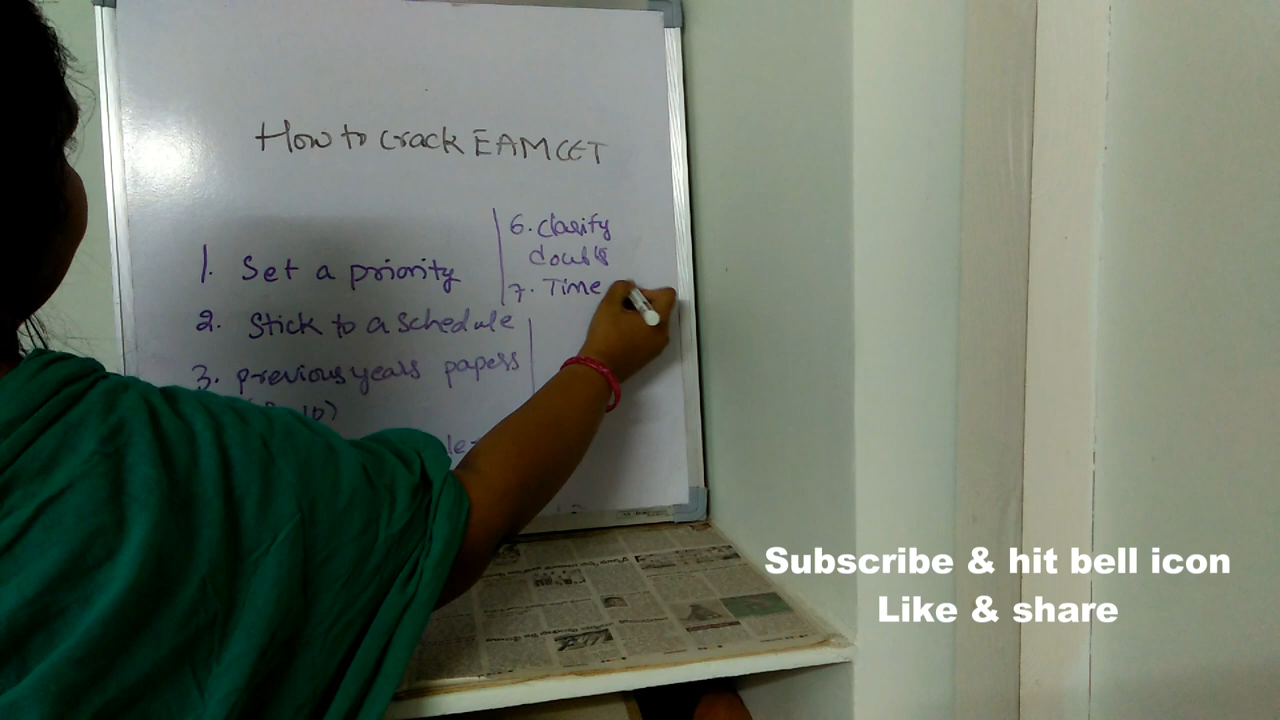 How to crack EAMCET
1. Set a priority
2. Stick to a schedule
3. previous years papers
6. clarify
doubts
7. Time
Subscribe & hit bell icon
Like & share